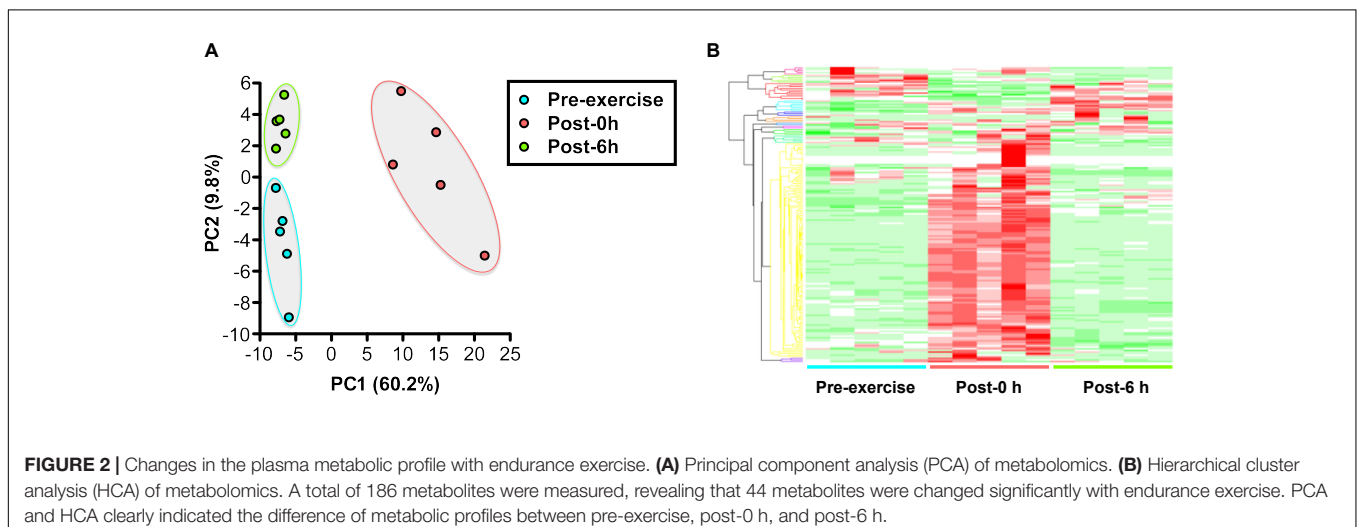 A
B
6
4
2
0
-2
-4
-6
-8
-10
PC2 (9.8%)
-10 -5 0 5 10 15 20 25
PC1 (60.2%)
Pre-exercise
Post-0h
Post-6h
Pre-exercise Post-0 h Post-6 h
FIGURE 2 | Changes in the plasma metabolic profile with endurance exercise. (A) Principal component analysis (PCA) of metabolomics. (B) Hierarchical cluster
analysis (HCA) of metabolomics. A total of 186 metabolites were measured, revealing that 44 metabolites were changed significantly with endurance exercise. PCA
and HCA clearly indicated the difference of metabolic profiles between pre-exercise, post-0 h, and post-6 h.